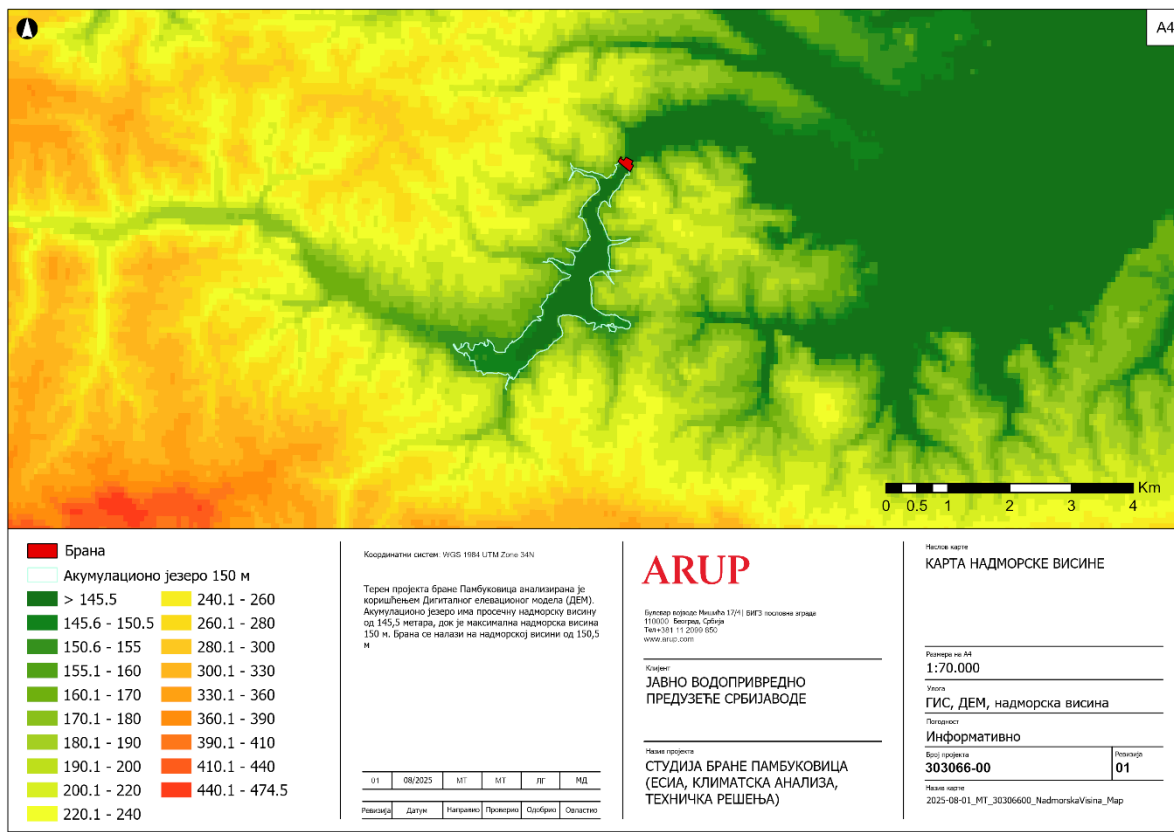 A4
Km
0 0.5 1 2 3 4
Брана
Акумулационо језеро 150 м
> 145.5
145.6 - 150.5
150.6 - 155
155.1 - 160
160.1 - 170
170.1 - 180
180.1 - 190
190.1 - 200
200.1 - 220
220.1 - 240
240.1 - 260
260.1 - 280
280.1 - 300
300.1 - 330
330.1 - 360
360.1 - 390
390.1 - 410
410.1 - 440
440.1 - 474.5
Координатни систем: WGS 1984 UTM Zone 34N
Терен пројекта бране Памбуковица анализирана је
коришћењем Дигиталног елевационог модела (ДЕМ).
Акумулационо језеро има просечну надморску висину
од 145,5 метара, док је максимална надморска висина
150 м. Брана се налази на надморској висини од 150,5
м
01 08/2025 МТ МТ ЛГ МД
Ревизија Датум Направио Проверио Одобрио Овластио
ARUP
Булевар војводе Мишића 17/4| БИГЗ пословна зграда
110000 Београд, Србија
Тел+381 11 2099 850
www.arup.com
Клијент
ЈАВНО ВОДОПРИВРЕДНО
ПРЕДУЗЕЋЕ СРБИЈАВОДЕ
Назив пројекта
СТУДИЈА БРАНЕ ПАМБУКОВИЦА
(ЕСИА, КЛИМАТСКА АНАЛИЗА,
ТЕХНИЧКА РЕШЕЊА)
Наслов карте
КАРТА НАДМОРСКЕ ВИСИНЕ
Размера на А4
1:70.000
Улога
ГИС, ДЕМ, надморска висина
Погодност
Информативно
Број пројекта
303066-00
Ревизија
01
Назив карте
2025-08-01_MT_30306600_NadmorskaVisina_Map